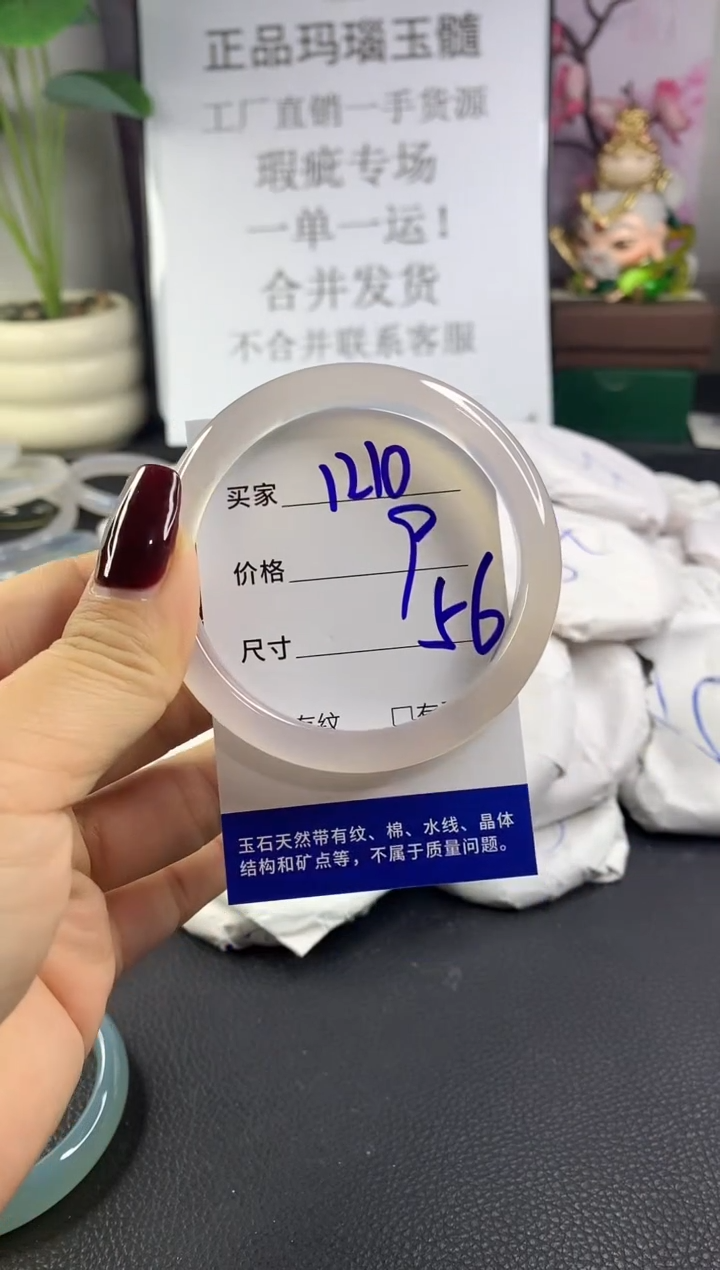 正品玛瑙玉髓
工厂直销一手货源
瑕疵专场
一单一运！
合并发货
不合并联系客服
买家 1210
价格
尺寸 56
有纹 □有
玉石天然带有纹、棉、水线、晶体
结构和矿点等，不属于质量问题。